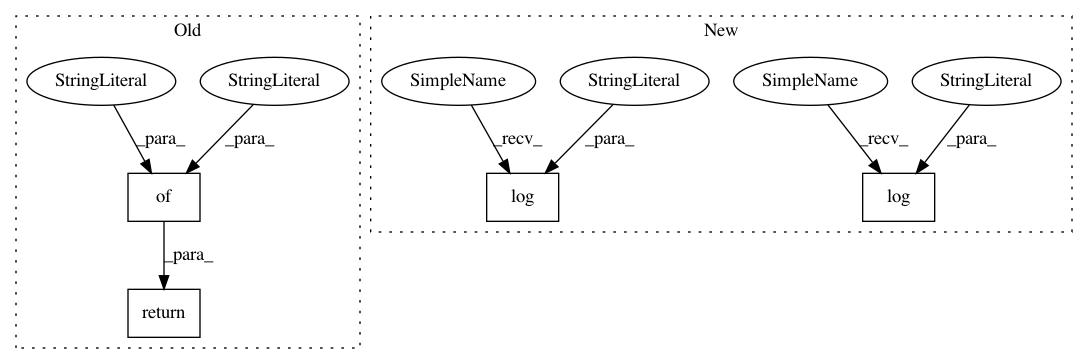 Old
New
StringLiteral
StringLiteral
SimpleName
StringLiteral
SimpleName
StringLiteral
_para_
_para_
_recv_
_para_
_recv_
_para_
of
log
log
_para_
return